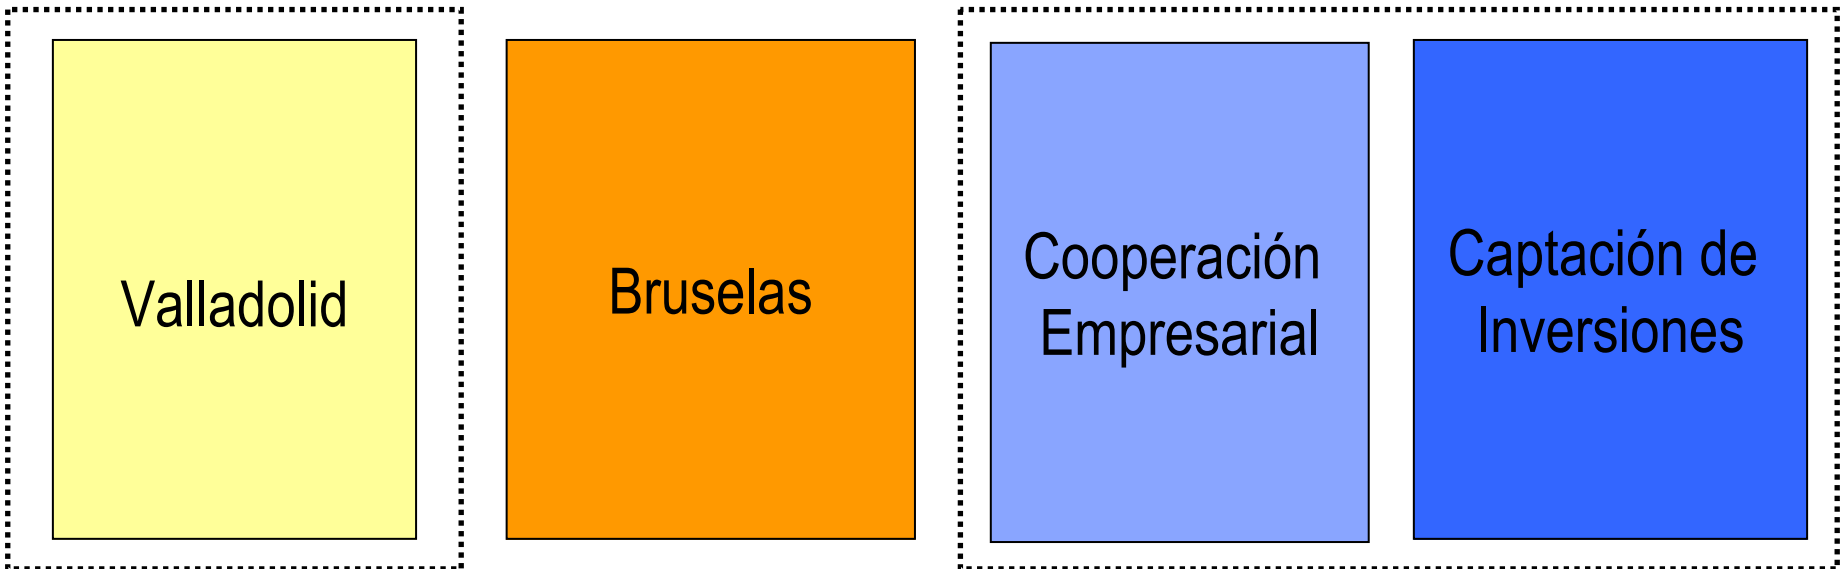 Valladolid
Bruselas
Cooperación
Empresarial
Captación de
Inversiones